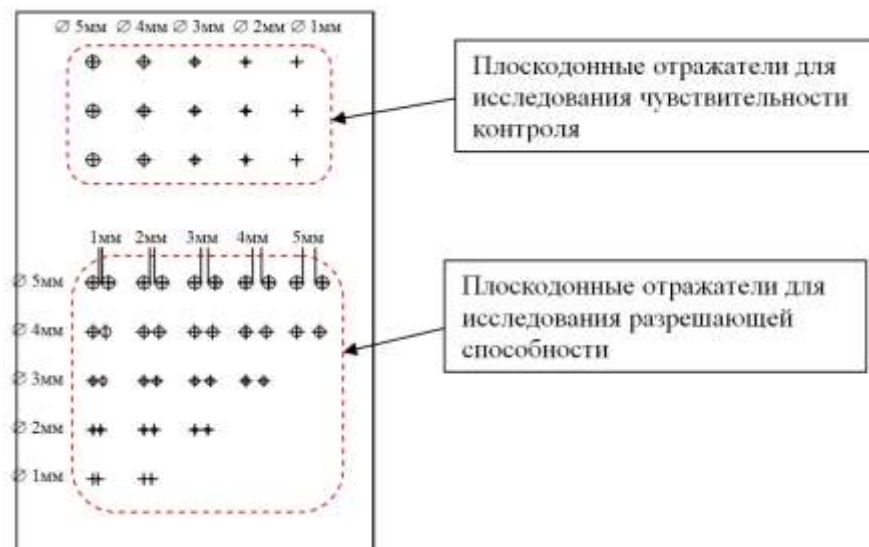 ∅ 5мм ∅ 4мм ∅ 3мм ∅ 2мм ∅ 1мм
Плоскодонные отражатели для
исследования чувствительности
контроля
1мм 2мм 3мм 4мм 5мм
∅ 5мм
∅ 4мм
∅ 3мм
∅ 2мм
∅ 1мм
Плоскодонные отражатели для
исследования разрешающей
способности